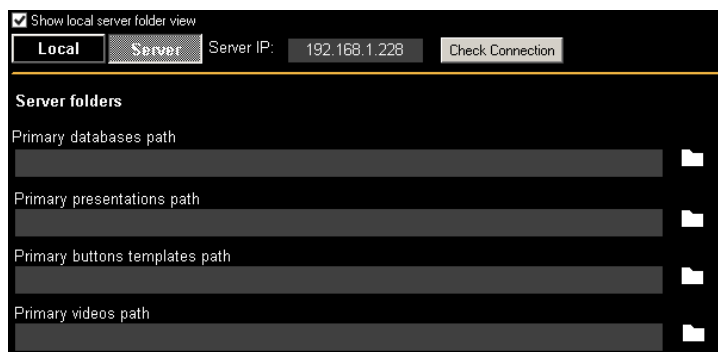 Show local server folder view
Local Server Server IP: 192.168.1.228 Check Connection
Server folders
Primary databases path
Primary presentations path
Primary buttons templates path
Primary videos path